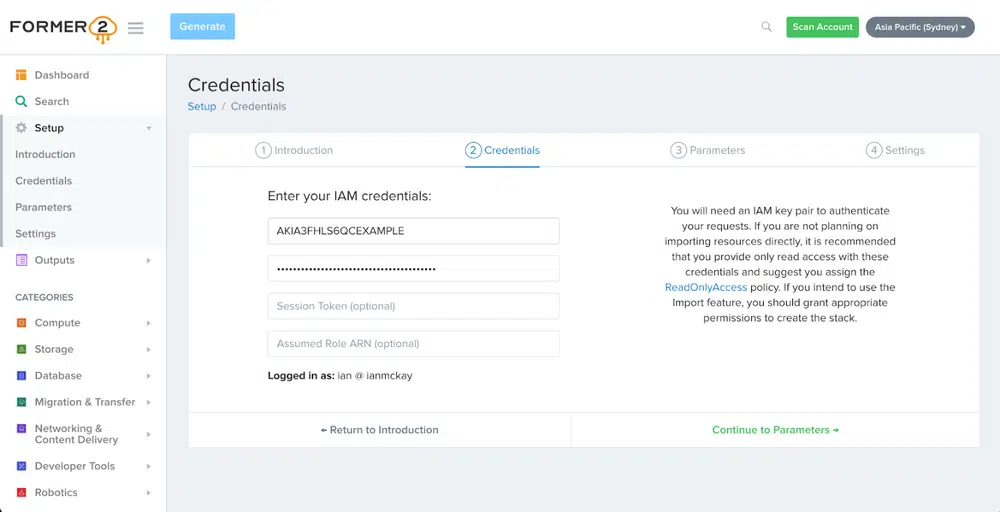 FORMER2
Generate
Scan Account
Asia Pacific (Sydney)
Dashboard
Search
Setup
Introduction
Credentials
Parameters
Settings
Outputs
CATEGORIES
Compute
Storage
Database
Migration & Transfer
Networking &
Content Delivery
Developer Tools
Robotics
Credentials
Setup / Credentials
1 Introduction
2 Credentials
3 Parameters
4 Settings
Enter your IAM credentials:
AKIA3FHLS6QCEXAMPLE
••••••••••••••••••••••••••••••••••••••••
Session Token (optional)
Assumed Role ARN (optional)
Logged in as: ian @ ianmckay
You will need an IAM key pair to authenticate
your requests. If you are not planning on
importing resources directly, it is recommended
that you provide only read access with these
credentials and suggest you assign the
ReadOnlyAccess policy. If you intend to use the
Import feature, you should grant appropriate
permissions to create the stack.
← Return to Introduction
Continue to Parameters →